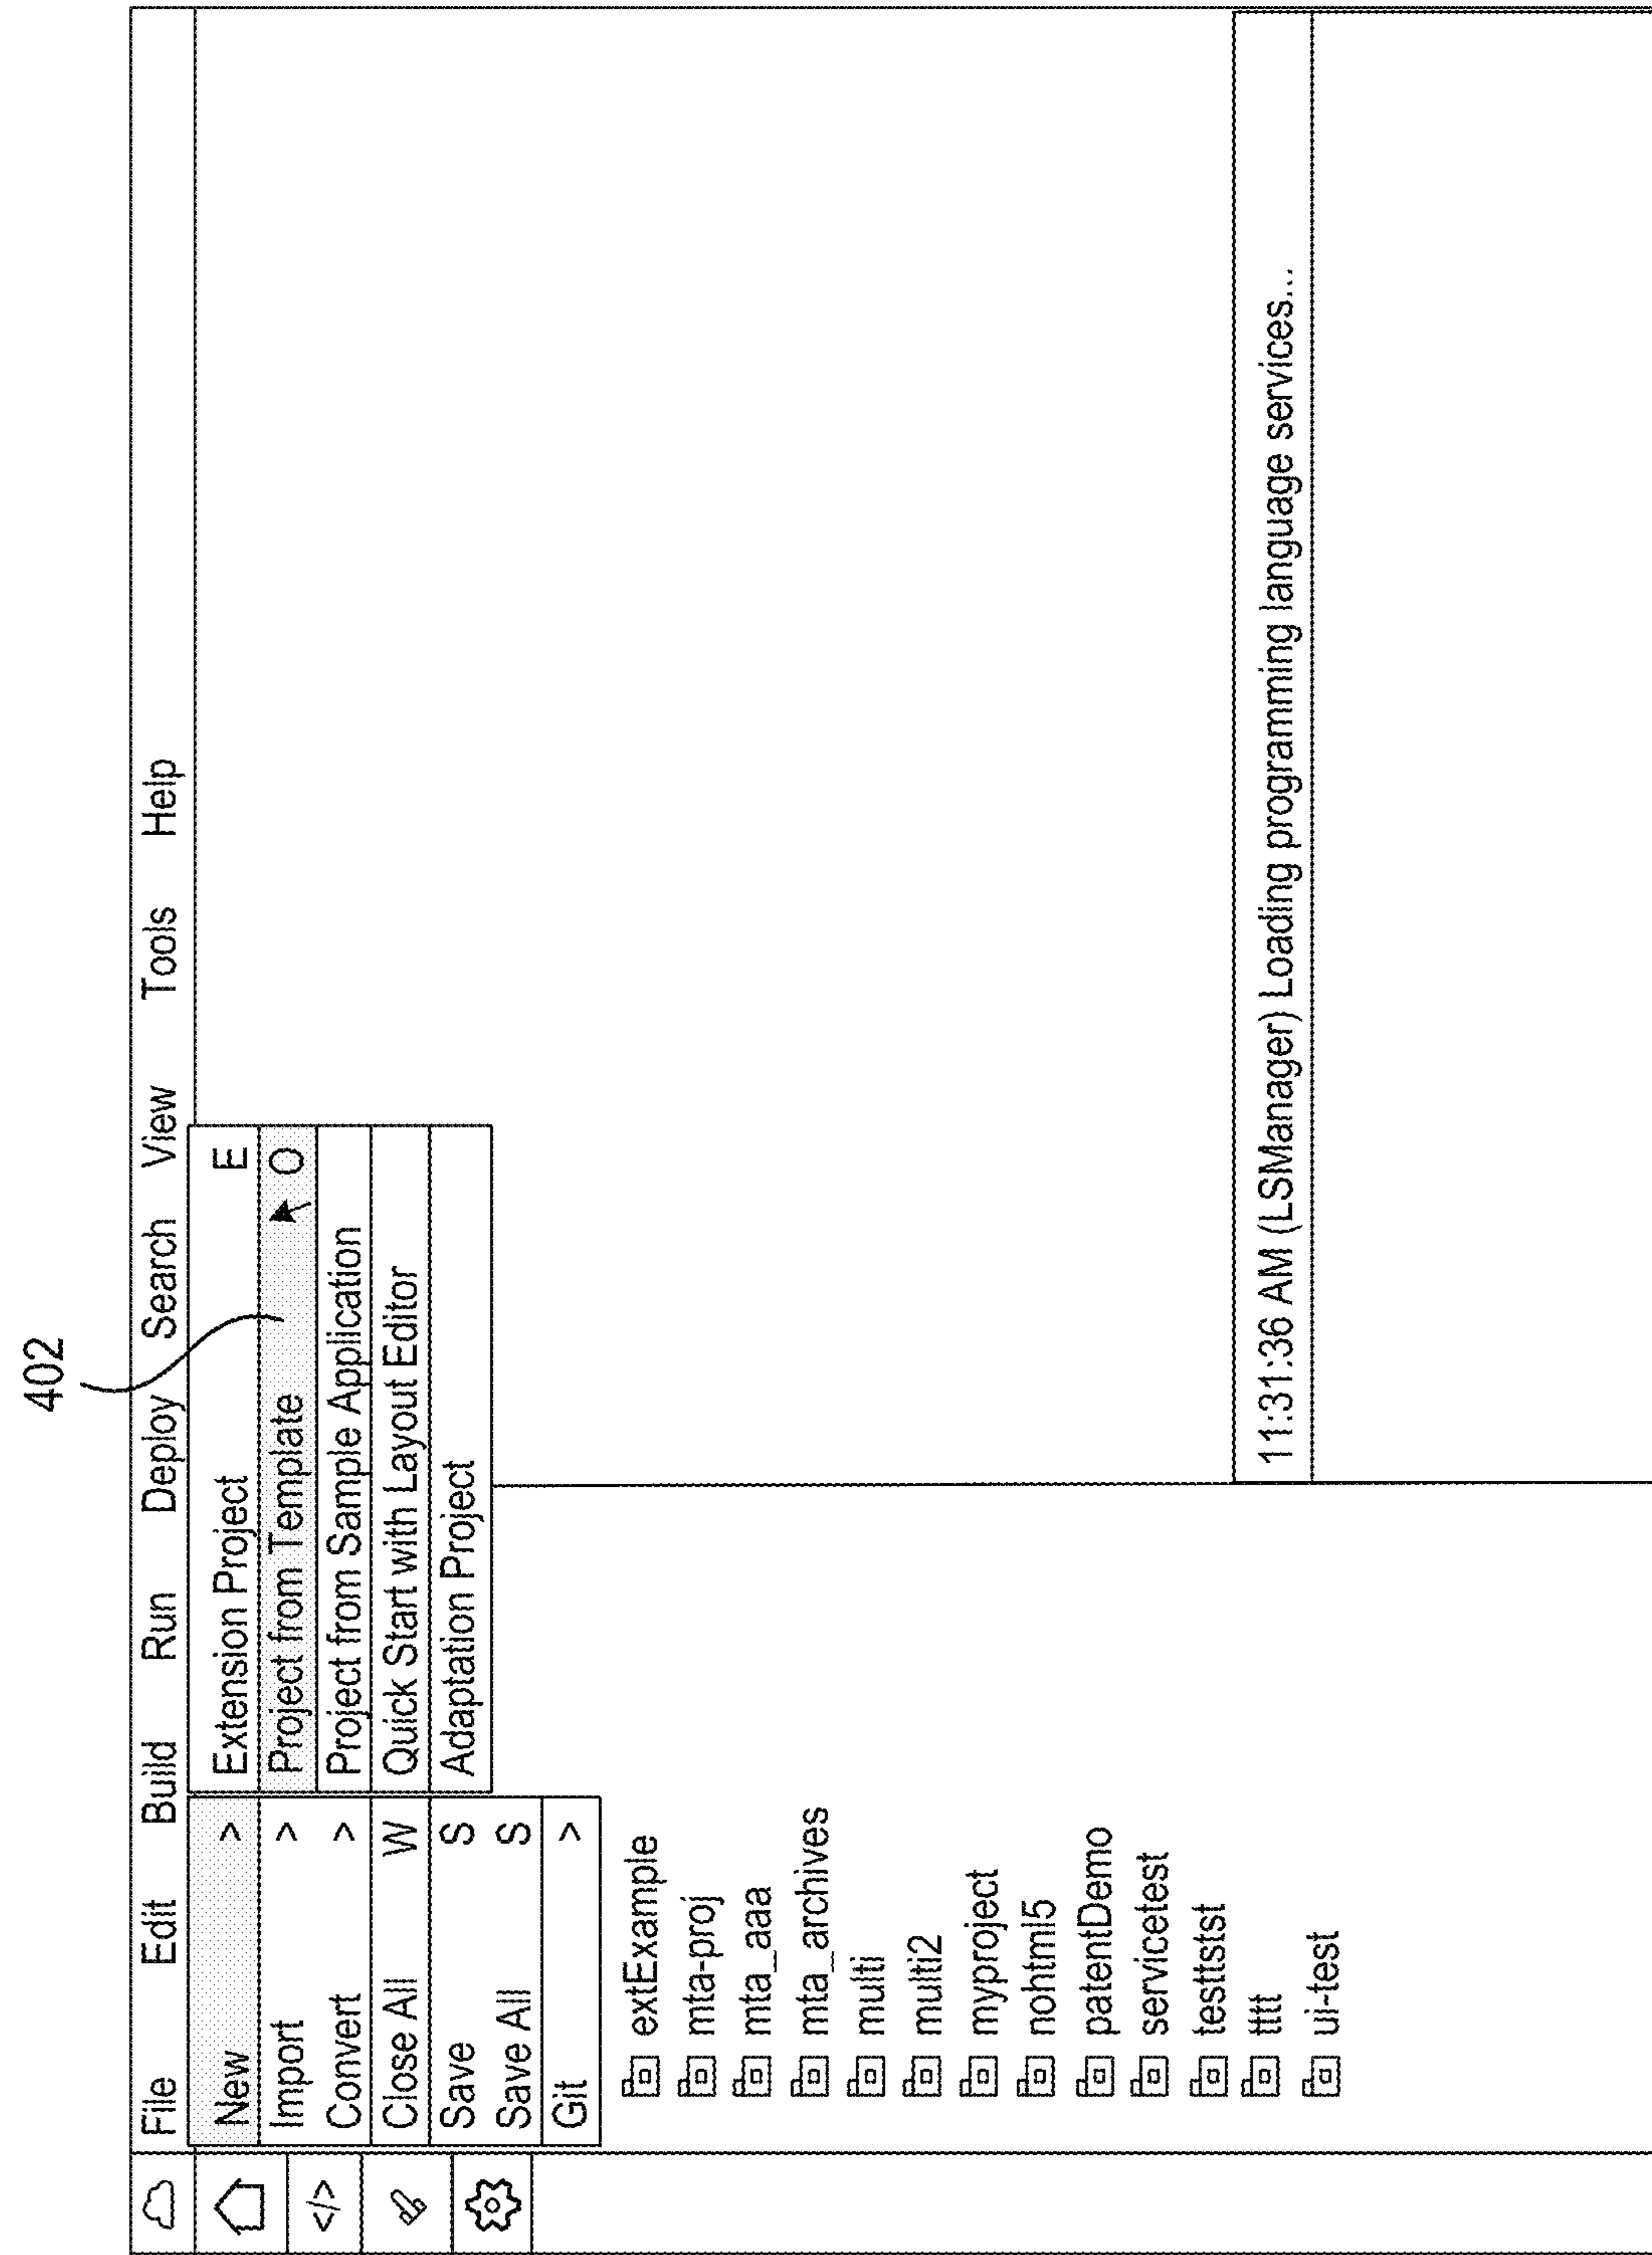 402
File Edit Build Run Deploy Search View Tools Help
New >
Import >
Convert >
Close All W
Save S
Save All S
Git >
Extension Project E
Project from Template O
Project from Sample Application
Quick Start with Layout Editor
Adaptation Project
</>
extExample
mta-proj
mta_aaa
mta_archives
multi
multi2
myproject
nohtml5
patentDemo
servicetest
testtstst
tttt
ui-test
11:31:36 AM (LSManager) Loading programming language services...